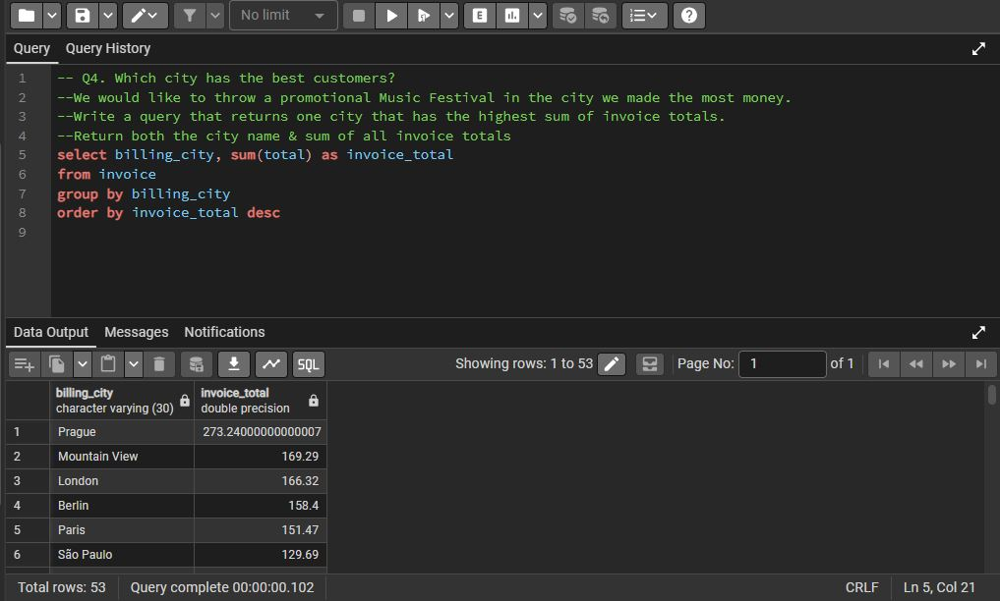 No limit
E
?
Query Query History
1 -- Q4. Which city has the best customers?
2 --We would like to throw a promotional Music Festival in the city we made the most money.
3 --Write a query that returns one city that has the highest sum of invoice totals.
4 --Return both the city name & sum of all invoice totals
5 select billing_city, sum(total) as invoice_total
6 from invoice
7 group by billing_city
8 order by invoice_total desc
9
Data Output Messages Notifications
SQL Showing rows: 1 to 53 Page No: 1 of 1
billing_city invoice_total
character varying (30) double precision
1 Prague 273.24000000000007
2 Mountain View 169.29
3 London 166.32
4 Berlin 158.4
5 Paris 151.47
6 São Paulo 129.69
Total rows: 53 Query complete 00:00:00.102 CRLF Ln 5, Col 21